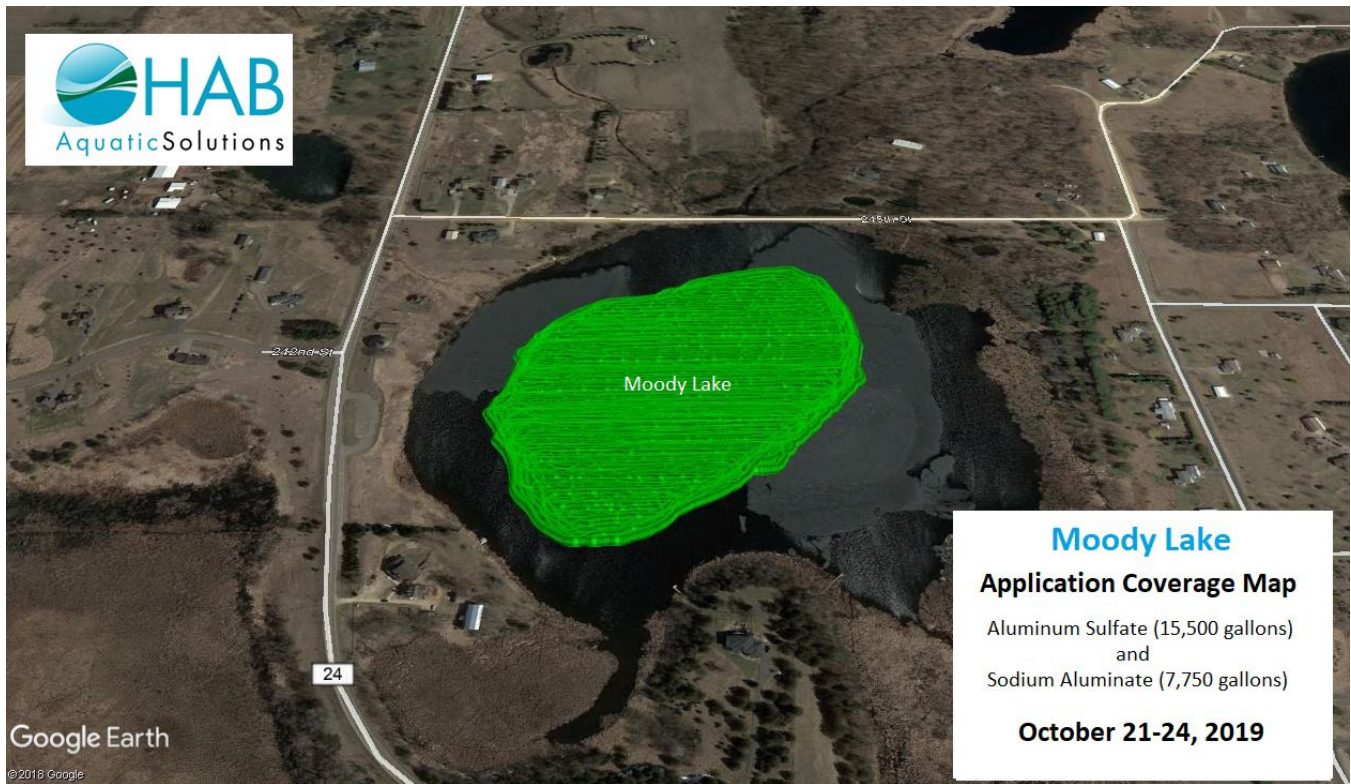 HAB
AquaticSolutions
245th St
242nd St
Moody Lake
24
Moody Lake
Application Coverage Map
Aluminum Sulfate (15,500 gallons)
and
Sodium Aluminate (7,750 gallons)
October 21-24, 2019
Google Earth
©2018 Google